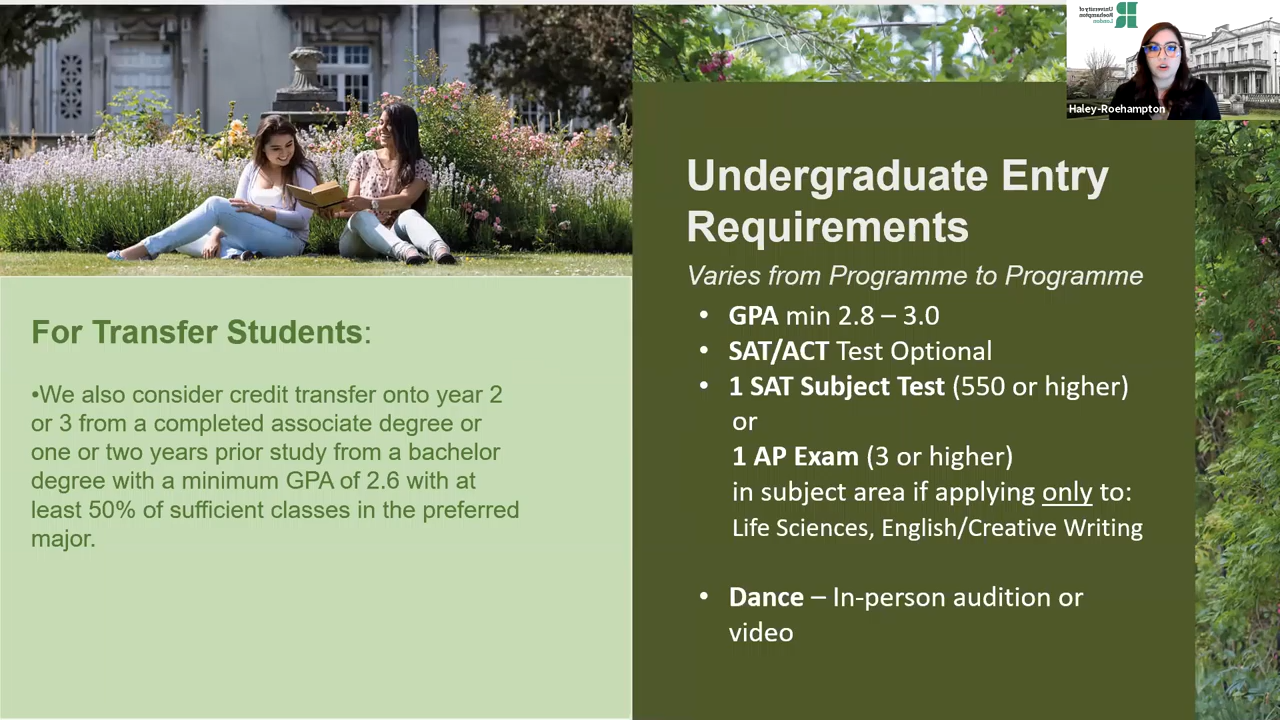 University of
Roehampton
London
Haley-Roehampton
Undergraduate Entry
Requirements
Varies from Programme to Programme
• GPA min 2.8 – 3.0
• SAT/ACT Test Optional
• 1 SAT Subject Test (550 or higher)
or
1 AP Exam (3 or higher)
in subject area if applying only to:
Life Sciences, English/Creative Writing
• Dance – In-person audition or
video
For Transfer Students:
•We also consider credit transfer onto year 2
or 3 from a completed associate degree or
one or two years prior study from a bachelor
degree with a minimum GPA of 2.6 with at
least 50% of sufficient classes in the preferred
major.